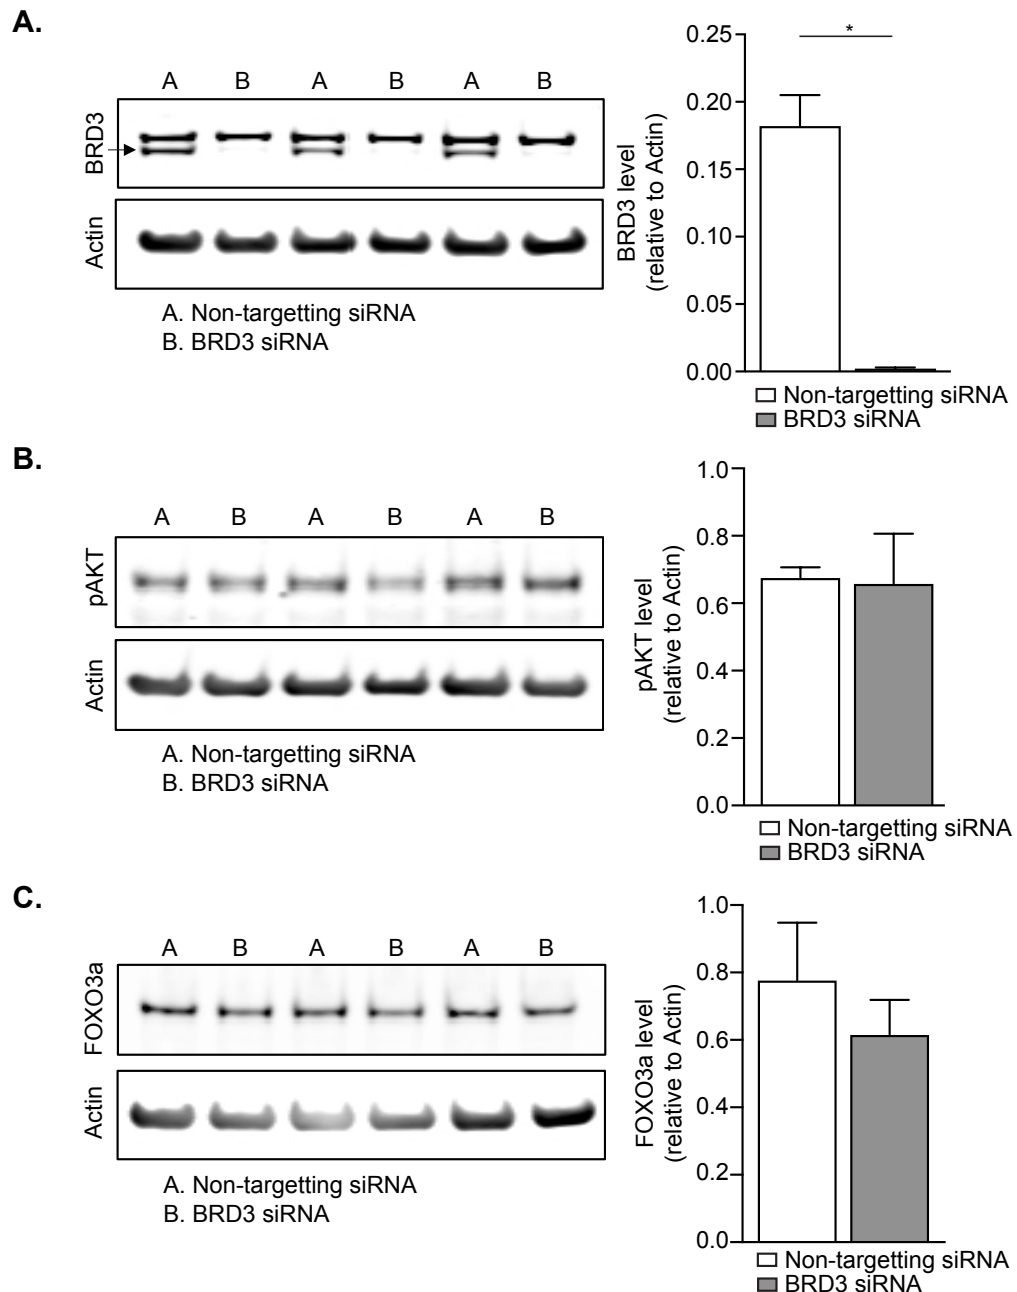 A.
A B A B A B
BRD3
Actin
A. Non-targetting siRNA
B. BRD3 siRNA
BRD3 level
(relative to Actin)
0.25
0.20
0.15
0.10
0.05
0.00
*
Non-targetting siRNA
BRD3 siRNA
B.
A B A B A B
pAKT
Actin
A. Non-targetting siRNA
B. BRD3 siRNA
pAKT level
(relative to Actin)
1.0
0.8
0.6
0.4
0.2
0.0
Non-targetting siRNA
BRD3 siRNA
C.
A B A B A B
FOXO3a
Actin
A. Non-targetting siRNA
B. BRD3 siRNA
FOXO3a level
(relative to Actin)
1.0
0.8
0.6
0.4
0.2
0.0
Non-targetting siRNA
BRD3 siRNA